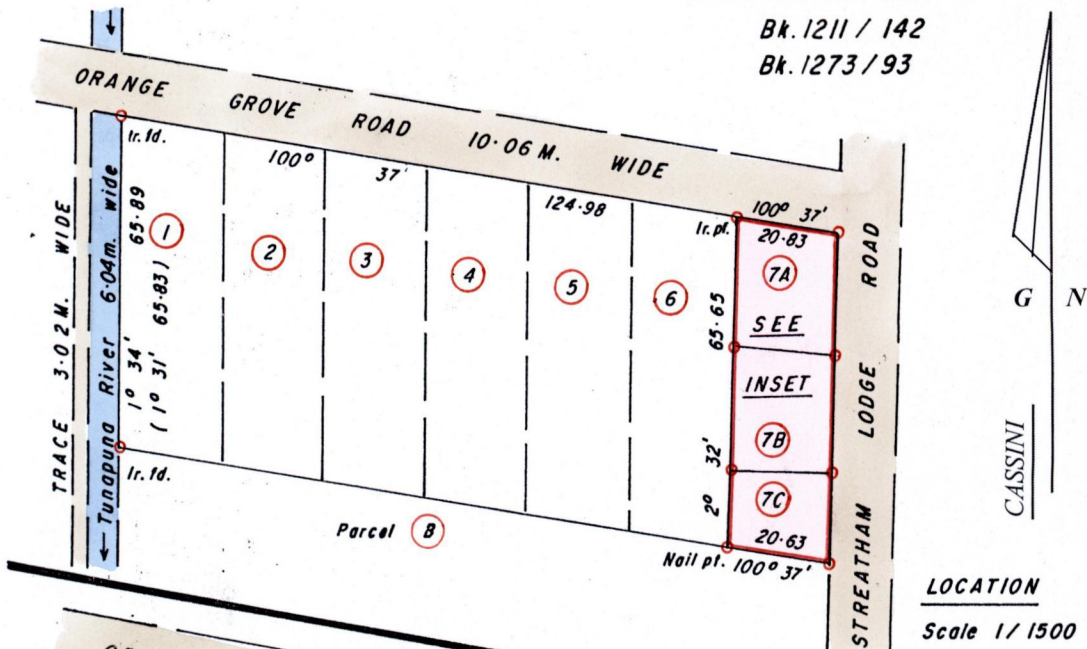 Bk. 1211 / 142
Bk. 1273 / 93
ORANGE GROVE ROAD 10·06 M. WIDE
TRACE 3·02 M. WIDE
Tunapuna River 6·04m. wide
Ir. fd.
65·89
1° 34'
( 1° 31' 65·83 )
Ir. fd.
100° 37'
124·98
1
2
3
4
5
6
Ir. pt.
100° 37'
20·83
7A
SEE
INSET
7B
7C
20·63
65·65
2° 32'
Nail pt. 100° 37'
Parcel B
STREATHAM LODGE ROAD
G N
CASSINI
LOCATION
Scale 1 / 1500